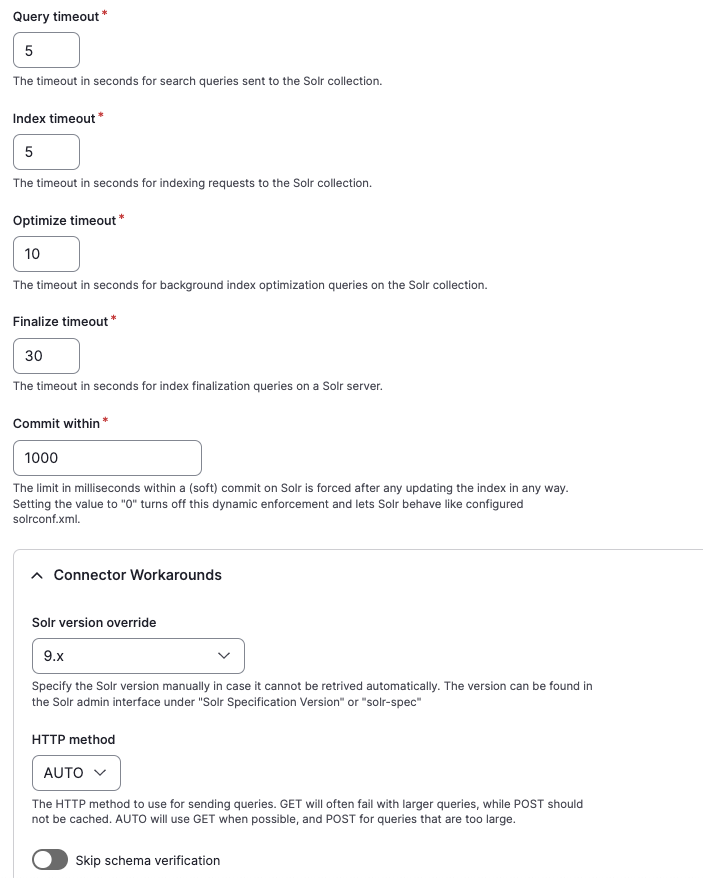 Query timeout*
5
The timeout in seconds for search queries sent to the Solr collection.
Index timeout*
5
The timeout in seconds for indexing requests to the Solr collection.
Optimize timeout*
10
The timeout in seconds for background index optimization queries on the Solr collection.
Finalize timeout*
30
The timeout in seconds for index finalization queries on a Solr server.
Commit within*
1000
The limit in milliseconds within a (soft) commit on Solr is forced after any updating the index in any way.
Setting the value to "0" turns off this dynamic enforcement and lets Solr behave like configured
solrconf.xml.
Connector Workarounds
Solr version override
9.x
Specify the Solr version manually in case it cannot be retrived automatically. The version can be found in
the Solr admin interface under "Solr Specification Version" or "solr-spec"
HTTP method
AUTO
The HTTP method to use for sending queries. GET will often fail with larger queries, while POST should
not be cached. AUTO will use GET when possible, and POST for queries that are too large.
Skip schema verification